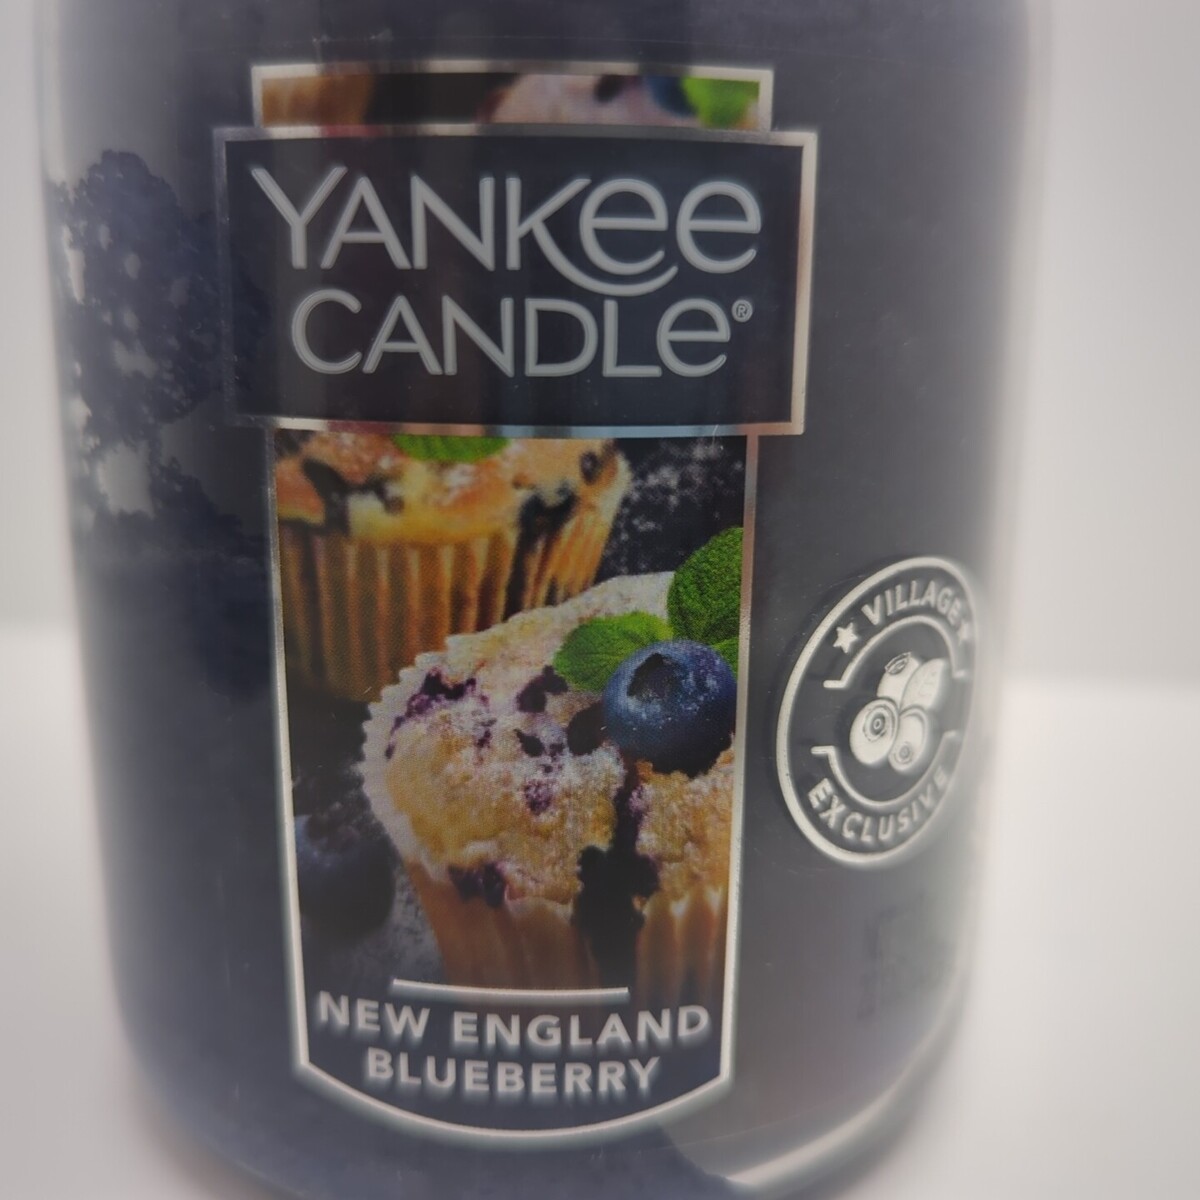 YANKEE
CANDLE®
NEW ENGLAND
BLUEBERRY
VILLAGE
EXCLUSIVE